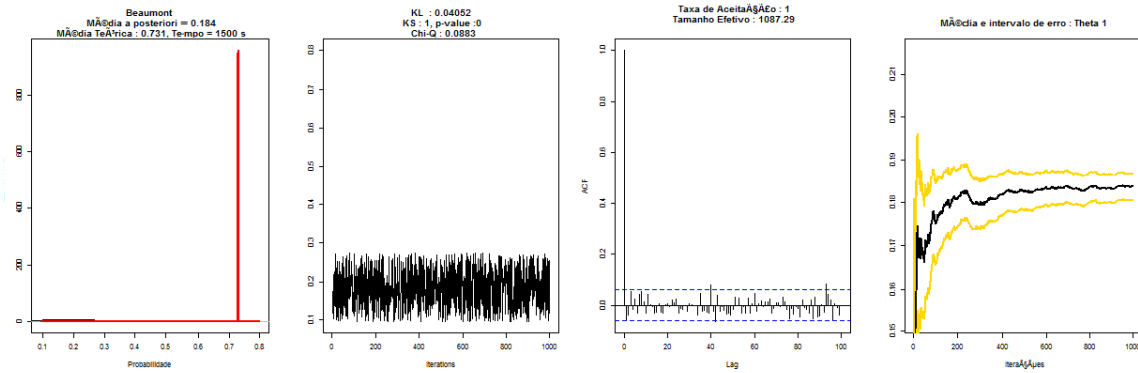 Beaumont
MÃ©dia a posteriori = 0.184
MÃ©dia TeÃ³rica : 0.731, Tempo = 1500 s
0
200
400
600
800
0.1 0.2 0.3 0.4 0.5 0.6 0.7 0.8
Probabilidade
KL : 0.04052
KS : 1, p-value :0
Chi-Q : 0.0883
0.1
0.2
0.3
0.4
0.5
0.6
0.7
0.8
0 200 400 600 800 1000
Iterations
Taxa de AceitaÃ§Ã£o : 1
Tamanho Efetivo : 1087.29
ACF
0.0
0.2
0.4
0.6
0.8
1.0
0 20 40 60 80 100
Lag
MÃ©dia e intervalo de erro : Theta 1
0.15
0.16
0.17
0.18
0.19
0.20
0.21
0 200 400 600 800 1000
IteraÃ§Ãµes